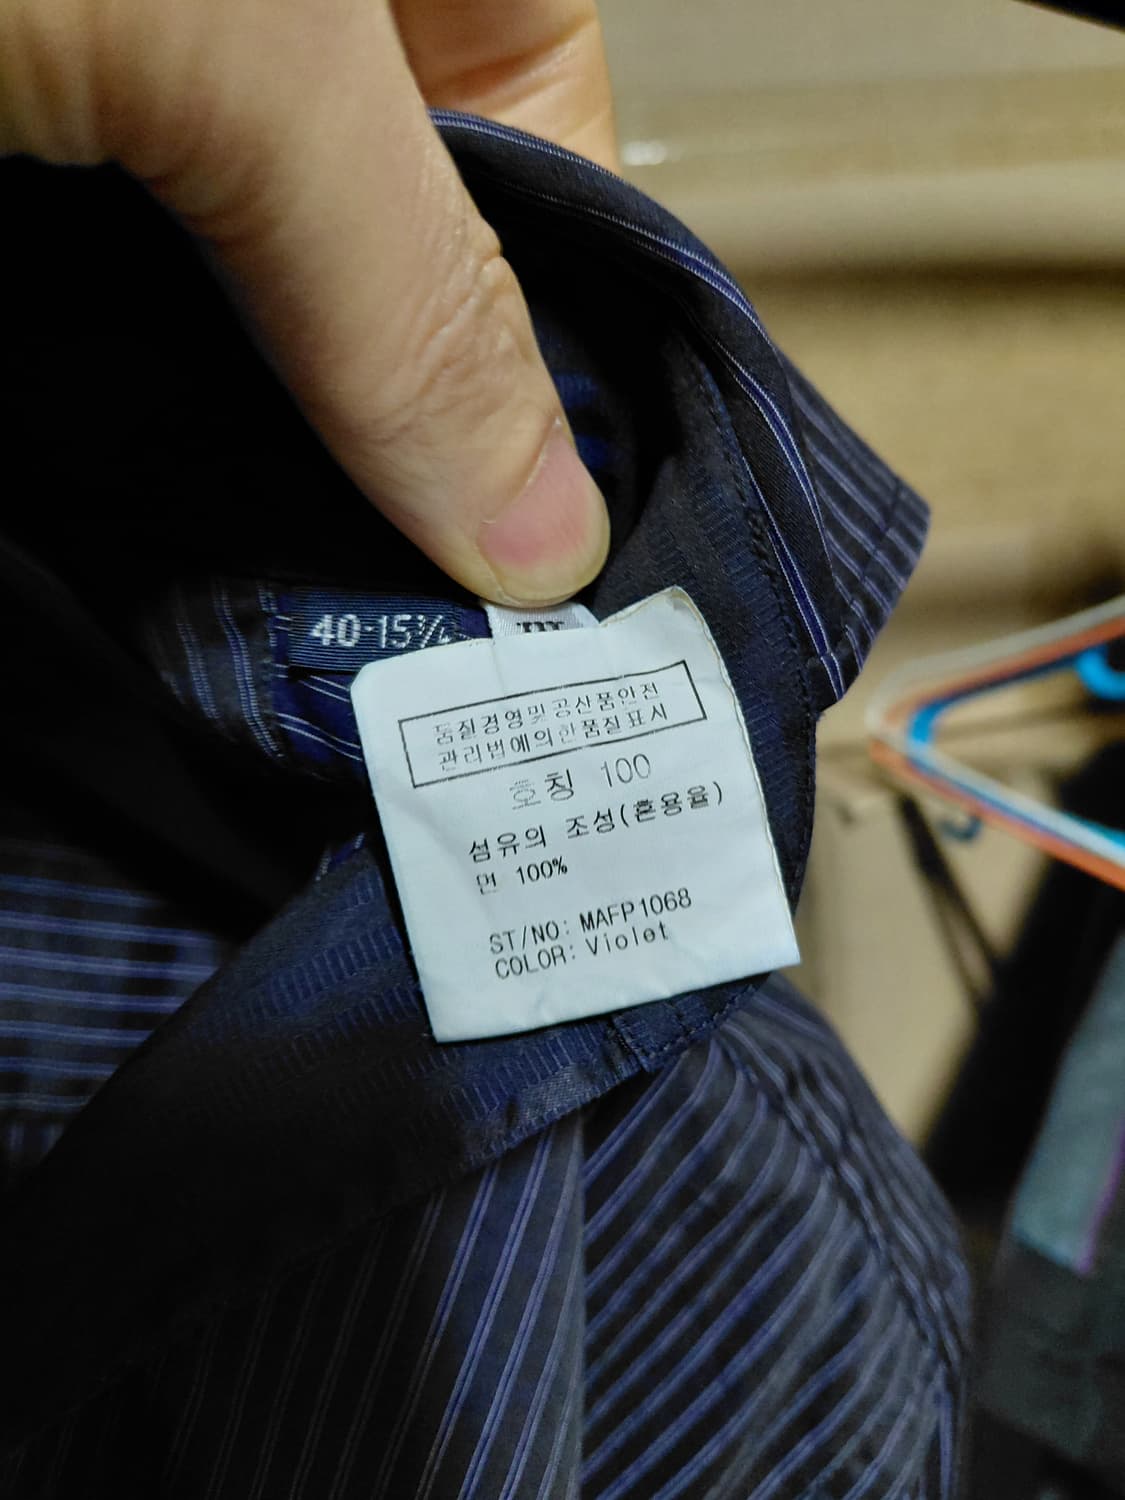 40-15¾
m
품질경영및공산품안전
관리법에의한품질표시
호칭 100
섬유의 조성(혼용율)
면 100%
ST/NO: MAFP1068
COLOR: Violet